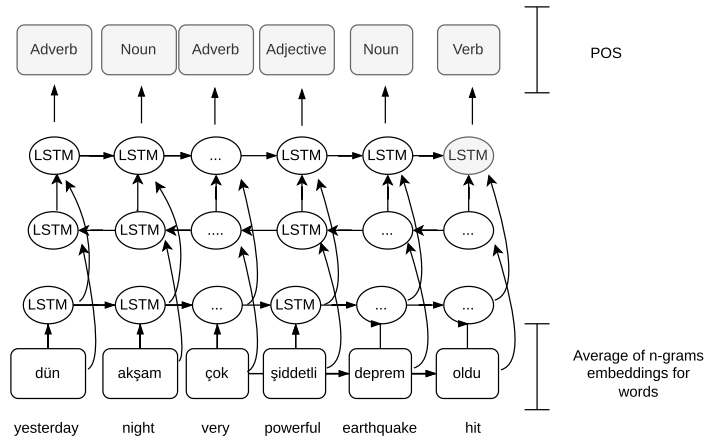 Adverb Noun Adverb Adjective Noun Verb
POS
LSTM LSTM ... LSTM LSTM LSTM
LSTM LSTM .... LSTM ... ...
LSTM LSTM ... LSTM ... ...
dün akşam çok şiddetli deprem oldu
Average of n-grams
embeddings for
words
yesterday night very powerful earthquake hit